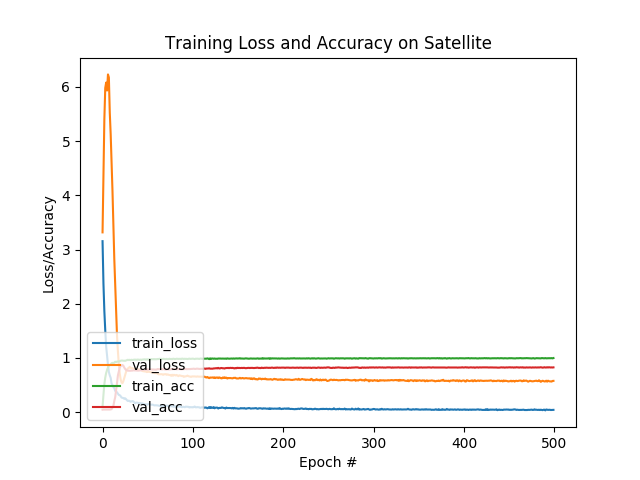 Training Loss and Accuracy on Satellite
Loss/Accuracy
6
5
4
3
2
1
0
train_loss
val_loss
train_acc
val_acc
0 100 200 300 400 500
Epoch #